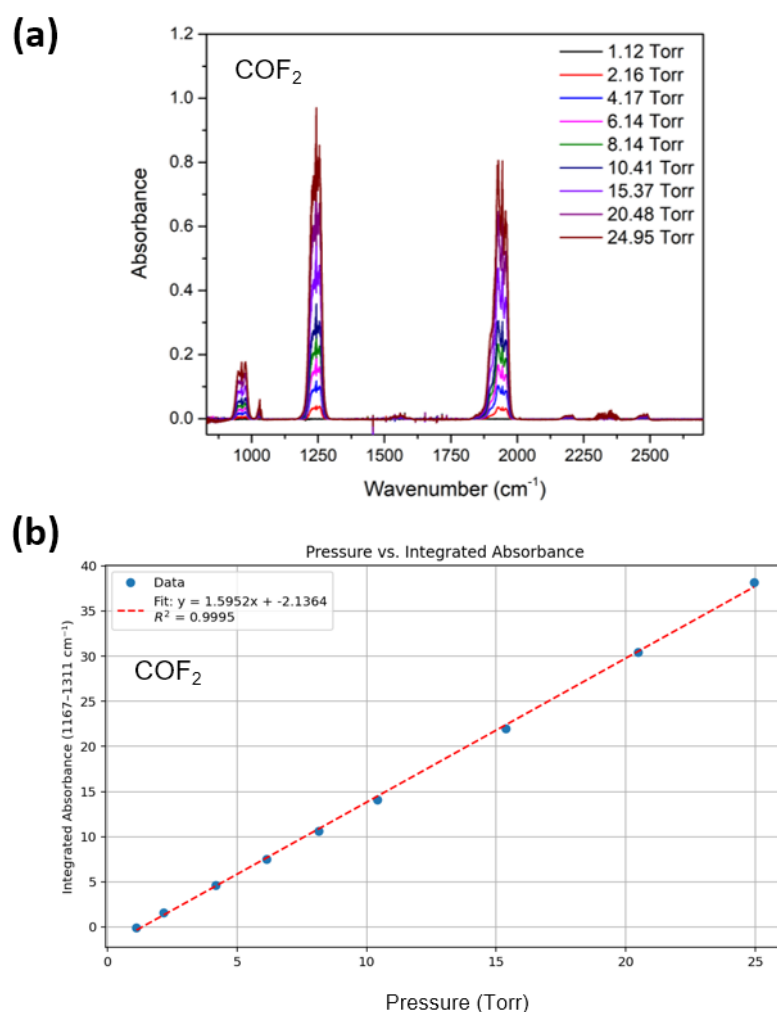 (a)
COF₂
1.12 Torr
2.16 Torr
4.17 Torr
6.14 Torr
8.14 Torr
10.41 Torr
15.37 Torr
20.48 Torr
24.95 Torr
1.2
1.0
0.8
0.6
0.4
0.2
0.0
Absorbance
1000 1250 1500 1750 2000 2250 2500
Wavenumber (cm⁻¹)
(b)
Pressure vs. Integrated Absorbance
Data
Fit: y = 1.5952x + -2.1364
R² = 0.9995
COF₂
40
35
30
25
20
15
10
5
0
Integrated Absorbance (1167–1311 cm⁻¹)
0 5 10 15 20 25
Pressure (Torr)